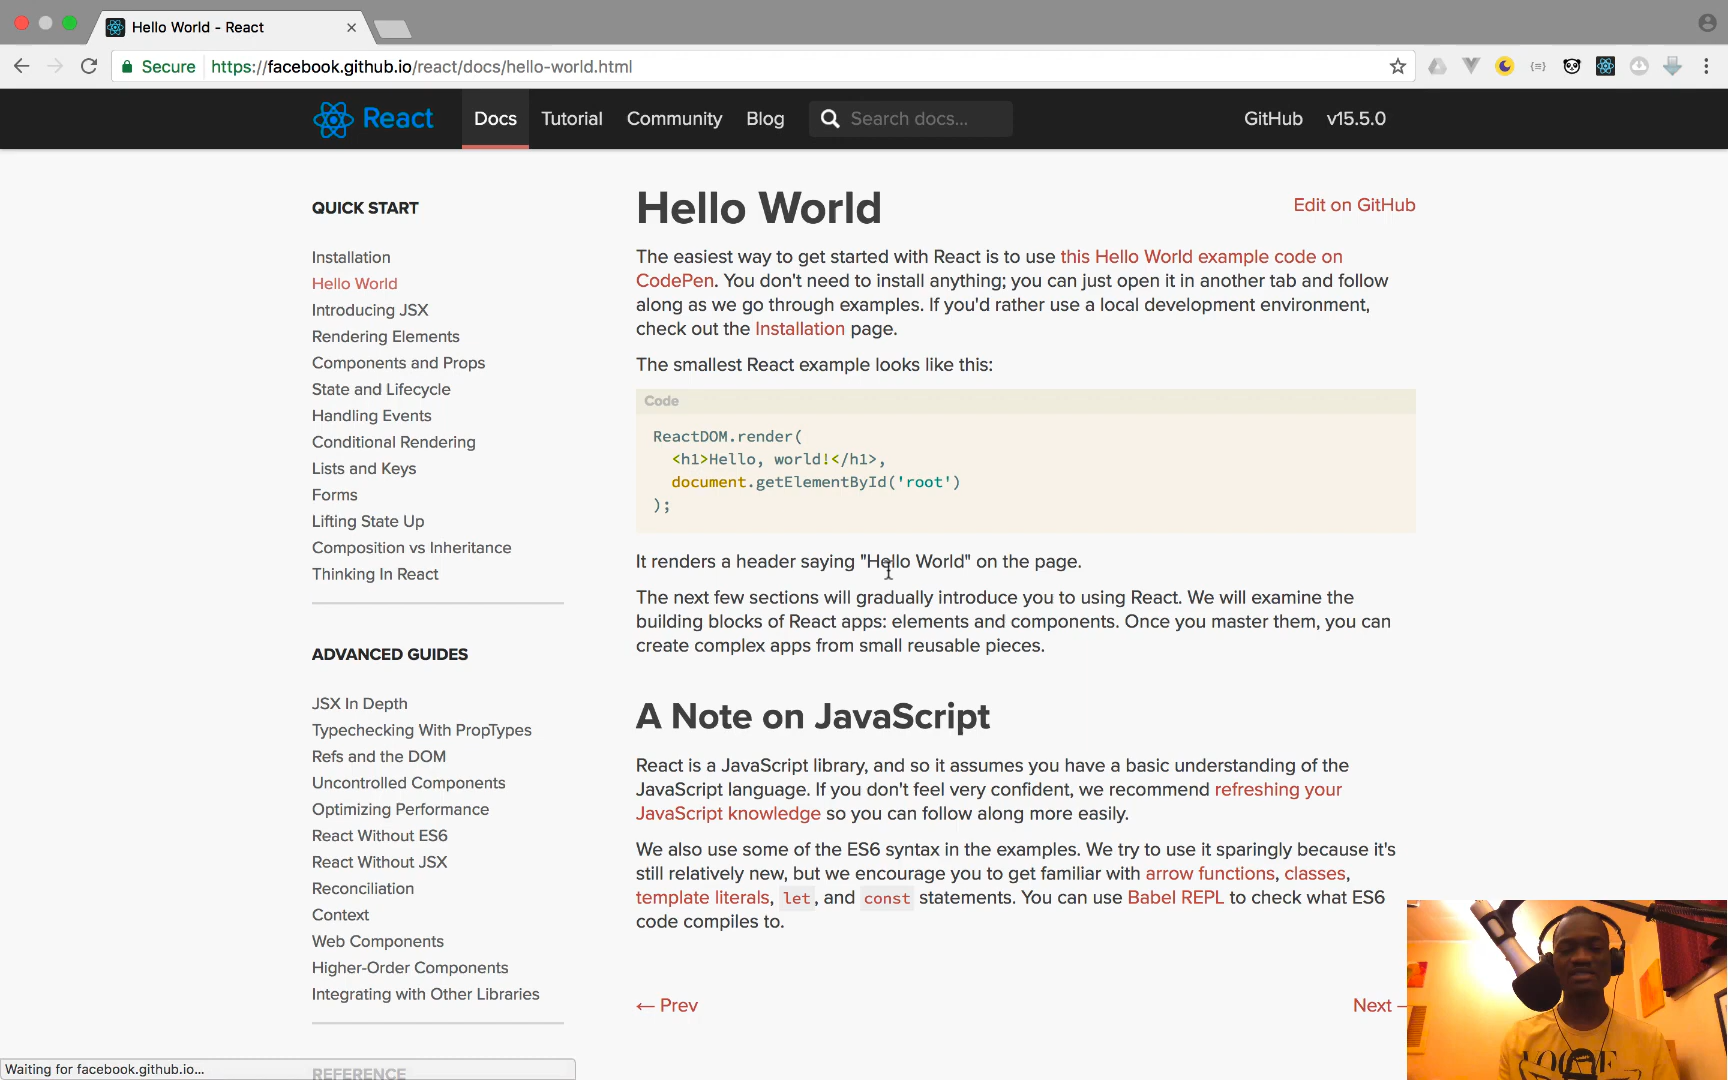 Hello World - React
Secure https://facebook.github.io/react/docs/hello-world.html
React Docs Tutorial Community Blog Search docs... GitHub v15.5.0
QUICK START
Installation
Hello World
Introducing JSX
Rendering Elements
Components and Props
State and Lifecycle
Handling Events
Conditional Rendering
Lists and Keys
Forms
Lifting State Up
Composition vs Inheritance
Thinking In React
ADVANCED GUIDES
JSX In Depth
Typechecking With PropTypes
Refs and the DOM
Uncontrolled Components
Optimizing Performance
React Without ES6
React Without JSX
Reconciliation
Context
Web Components
Higher-Order Components
Integrating with Other Libraries
REFERENCE
Hello World
Edit on GitHub
The easiest way to get started with React is to use this Hello World example code on
CodePen. You don't need to install anything; you can just open it in another tab and follow
along as we go through examples. If you'd rather use a local development environment,
check out the Installation page.
The smallest React example looks like this:
Code
ReactDOM.render(
<h1>Hello, world!</h1>,
document.getElementById('root')
);
It renders a header saying "Hello World" on the page.
The next few sections will gradually introduce you to using React. We will examine the
building blocks of React apps: elements and components. Once you master them, you can
create complex apps from small reusable pieces.
A Note on JavaScript
React is a JavaScript library, and so it assumes you have a basic understanding of the
JavaScript language. If you don't feel very confident, we recommend refreshing your
JavaScript knowledge so you can follow along more easily.
We also use some of the ES6 syntax in the examples. We try to use it sparingly because it's
still relatively new, but we encourage you to get familiar with arrow functions, classes,
template literals, let, and const statements. You can use Babel REPL to check what ES6
code compiles to.
← Prev
Next
Waiting for facebook.github.io...